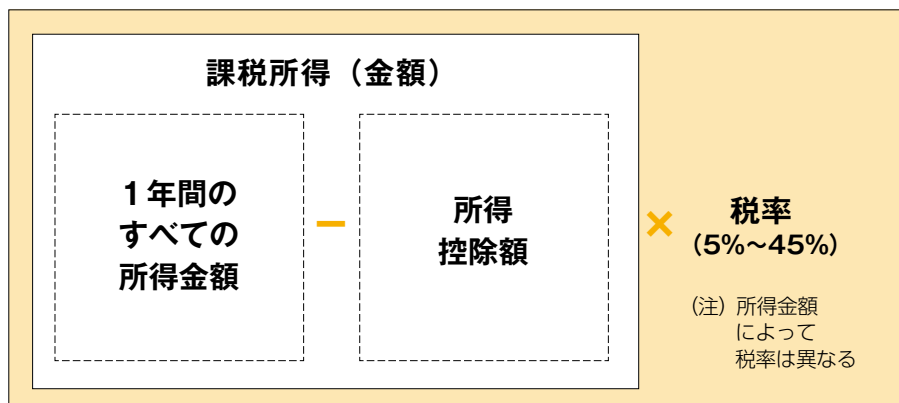 課税所得（金額）
１年間の
すべての
所得金額
－
所得
控除額
×
税率
(5%～45%)
(注) 所得金額
によって
税率は異なる